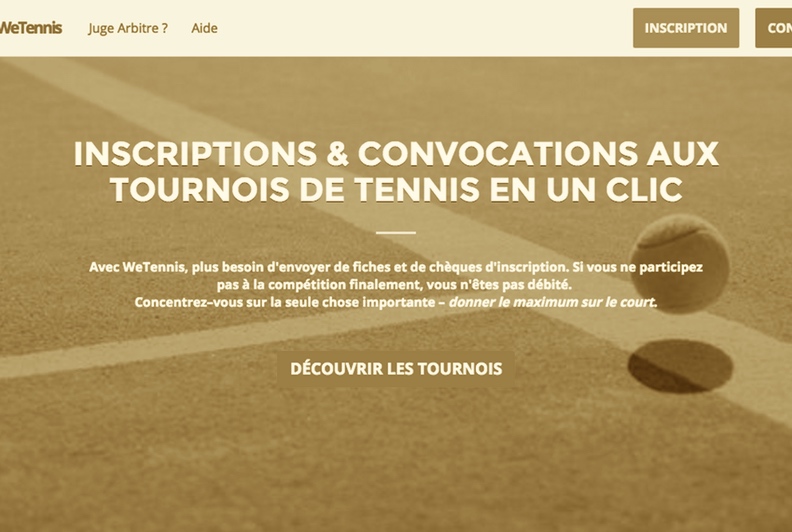 WeTennis Juge Arbitre ? Aide INSCRIPTION
INSCRIPTIONS & CONVOCATIONS AUX
TOURNOIS DE TENNIS EN UN CLIC
Avec WeTennis, plus besoin d'envoyer de fiches et de chèques d'inscription. Si vous ne participez
pas à la compétition finalement, vous n'êtes pas débité.
Concentrez–vous sur la seule chose importante – donner le maximum sur le court.
DÉCOUVRIR LES TOURNOIS